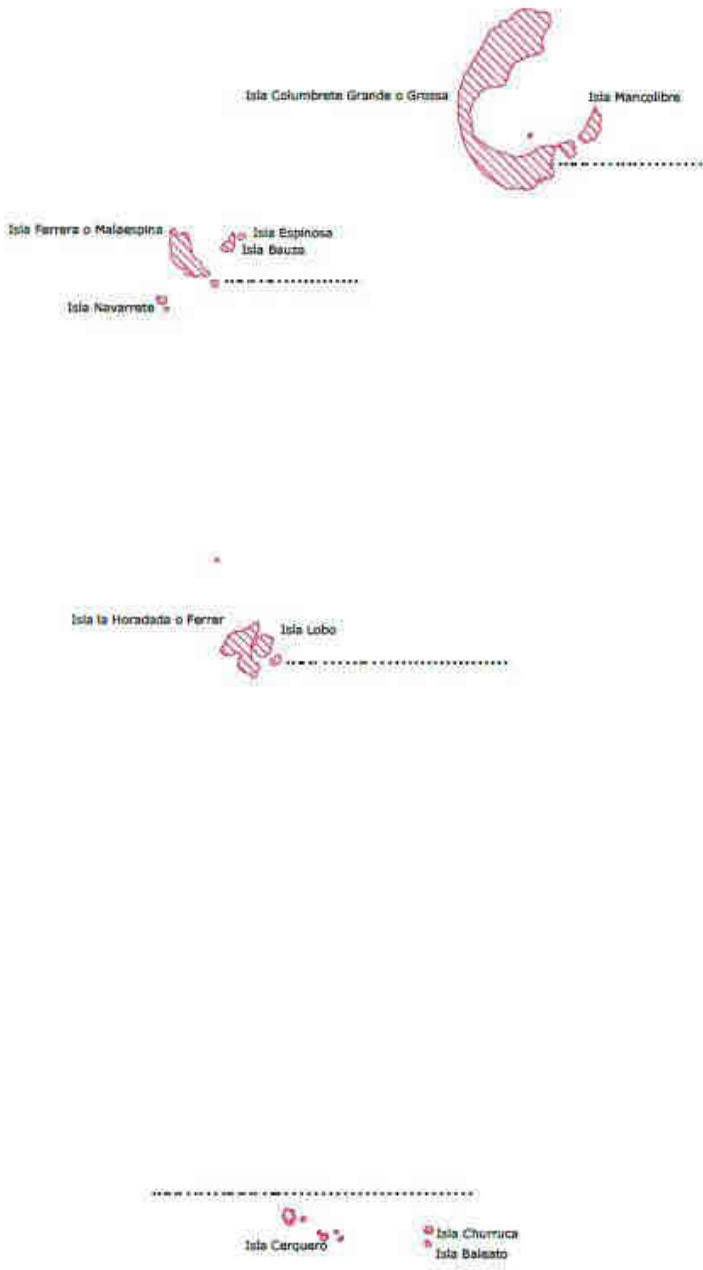 Isla Columbrete Grande o Grossa
Isla Mancolibre
Isla Ferrera o Malaespina
Isla Espinosa
Isla Bauza
Isla Navarrete
Isla la Horadada o Ferrer
Isla Lobo
Isla Cerquero
Isla Churruca
Isla Baleato